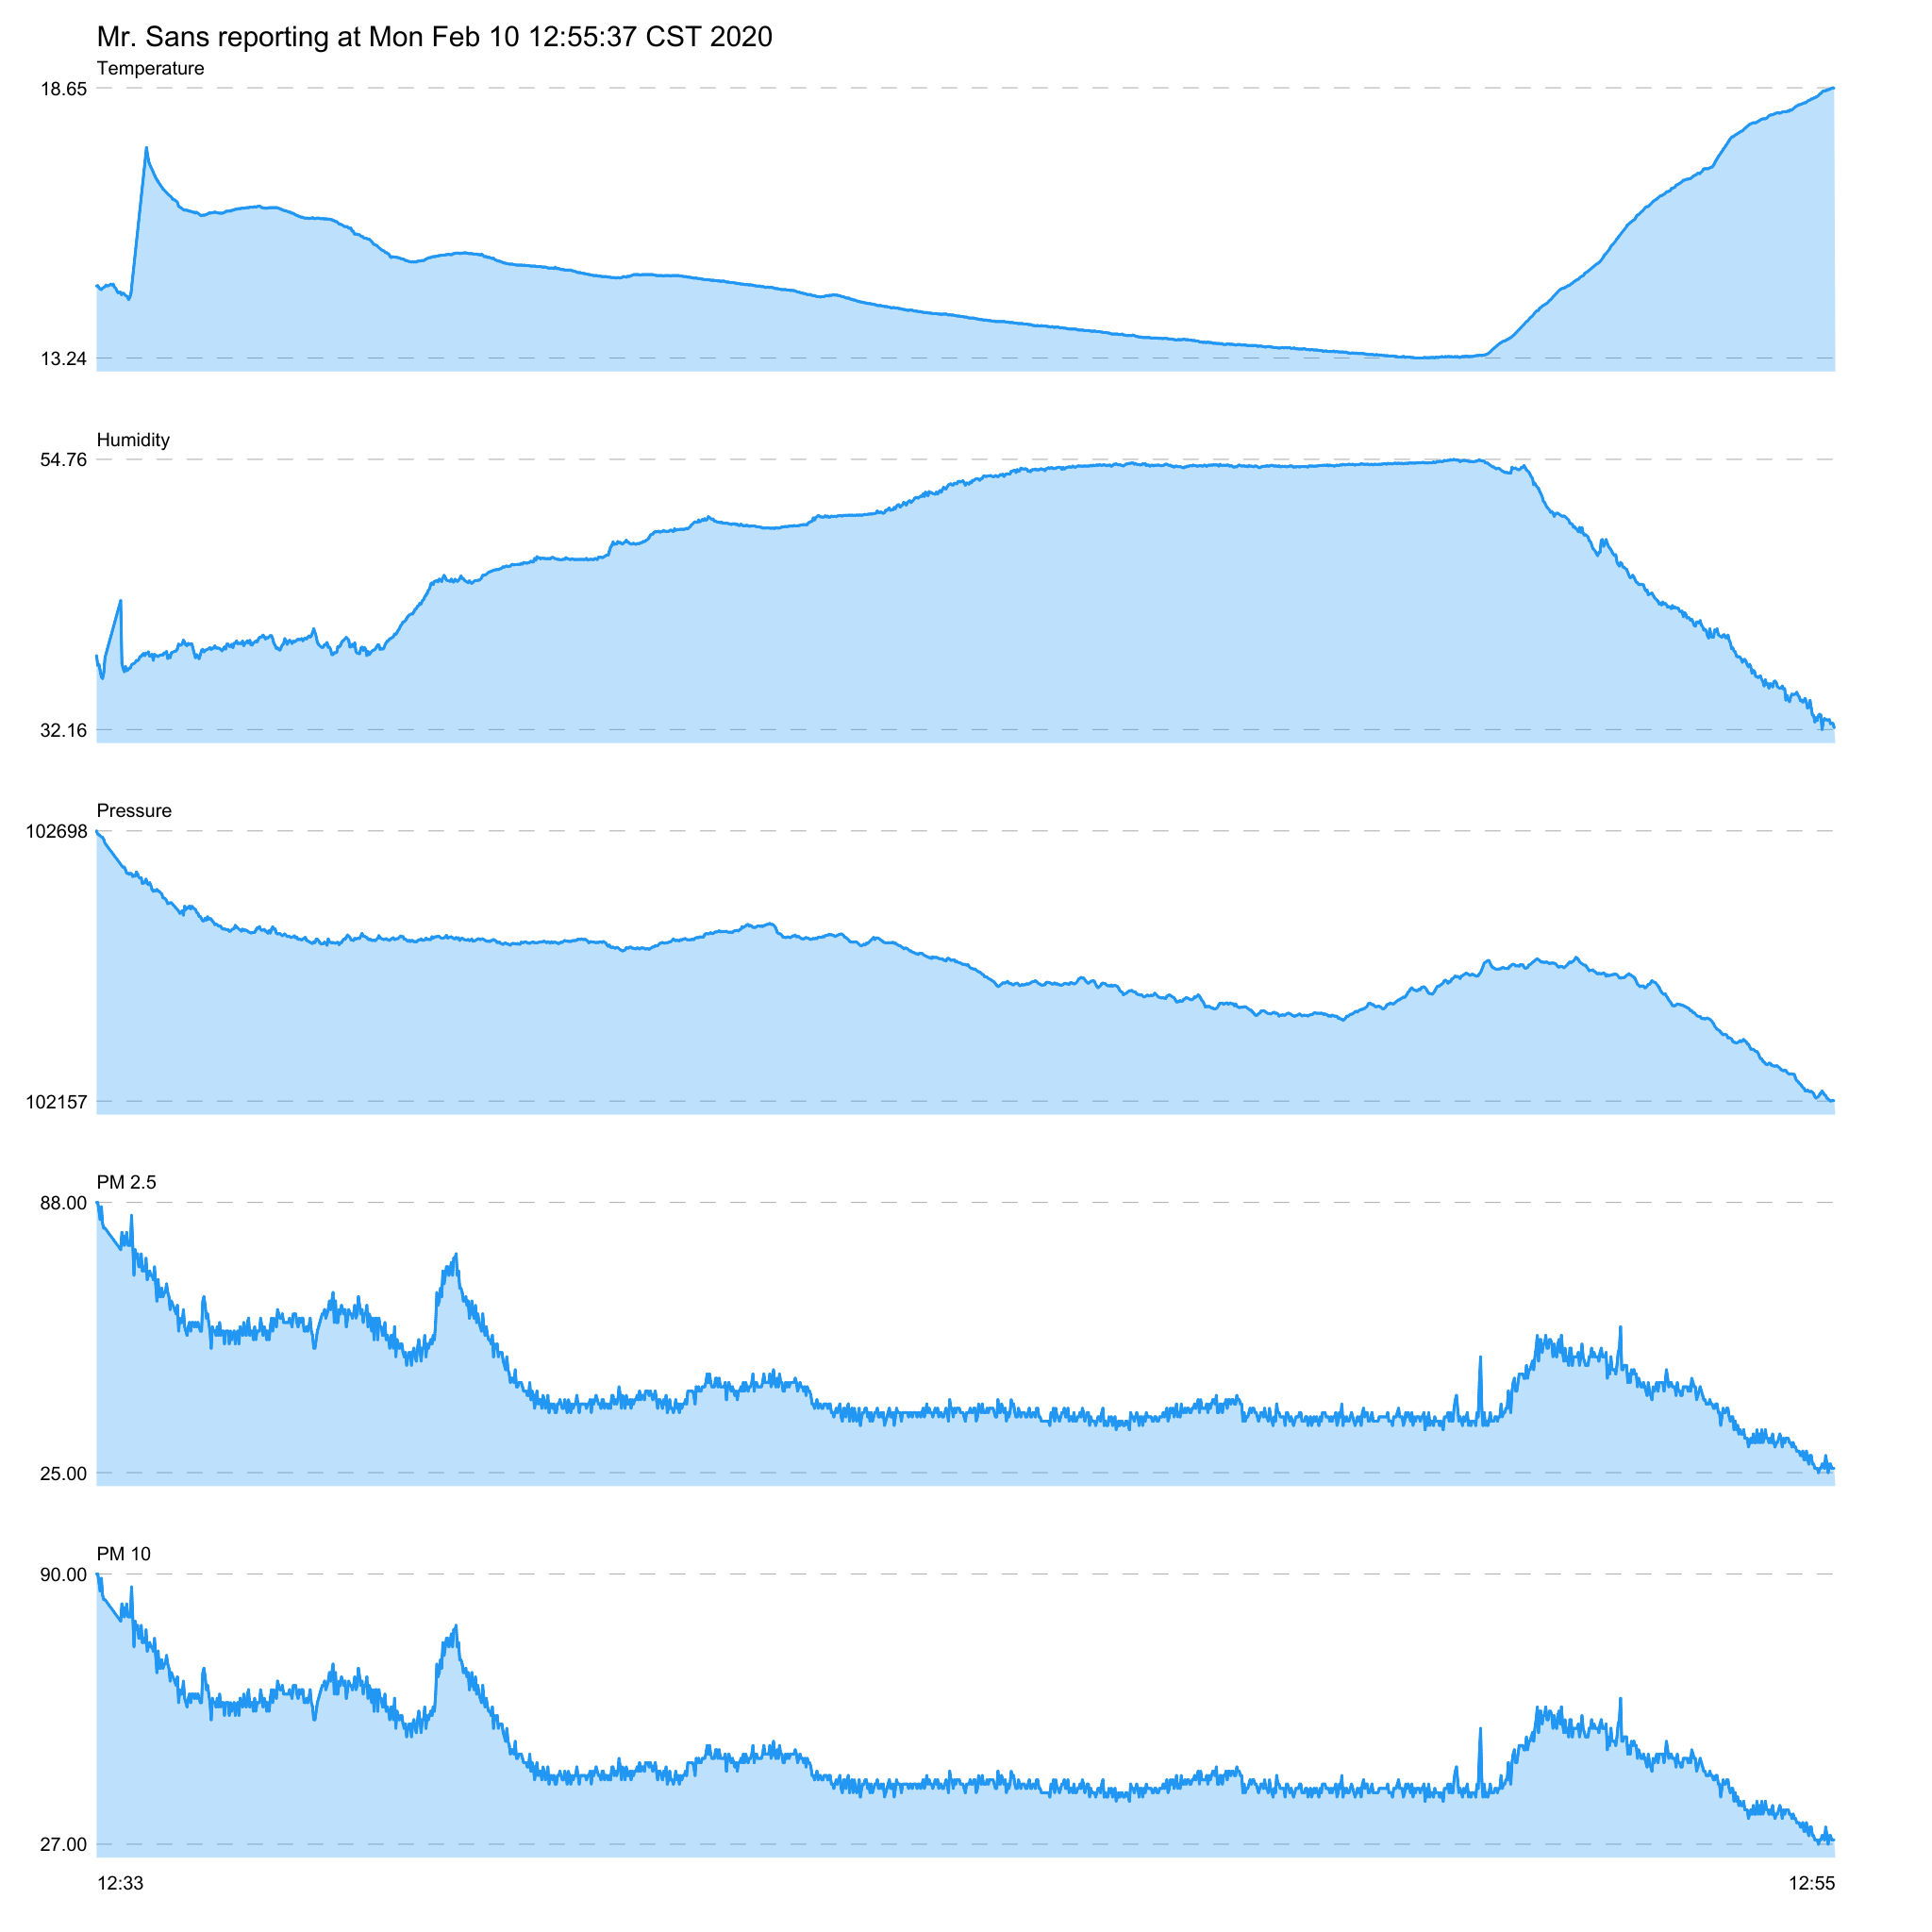 Mr. Sans reporting at Mon Feb 10 12:55:37 CST 2020
Temperature
18.65
13.24
Humidity
54.76
32.16
Pressure
102698
102157
PM 2.5
88.00
25.00
PM 10
90.00
27.00
12:33 12:55